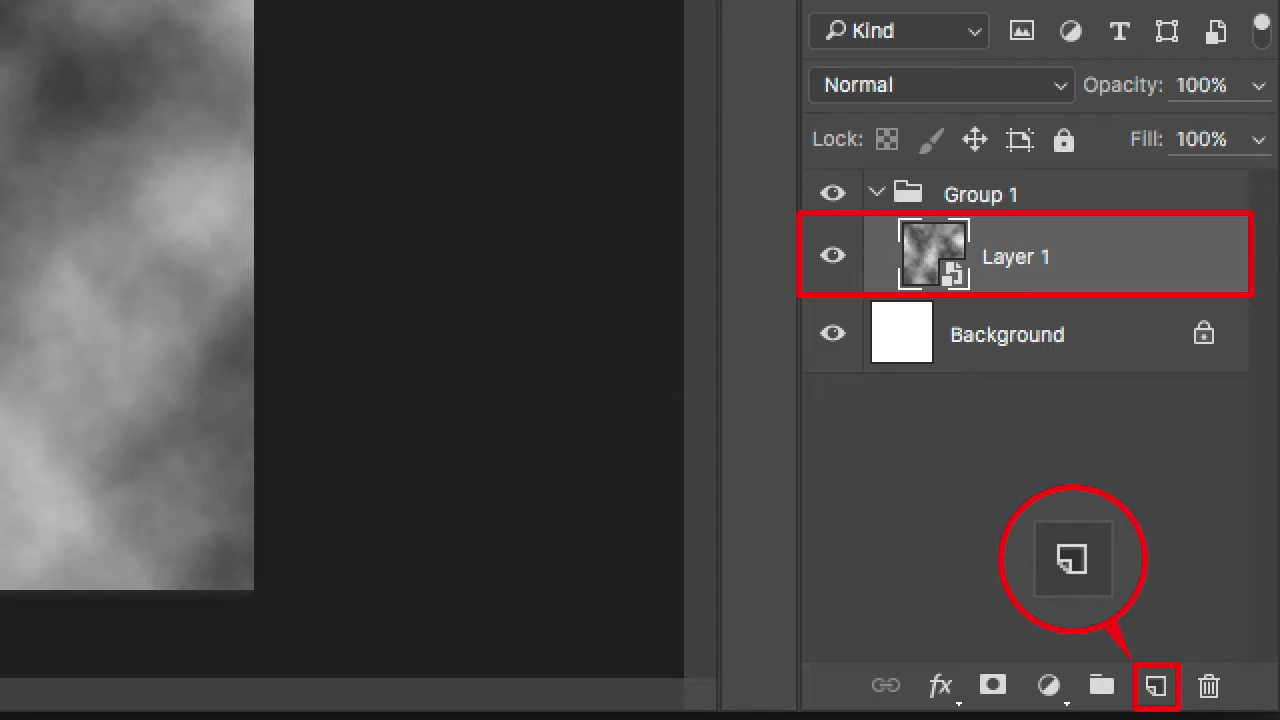 Kind
T
Normal
Opacity: 100%
Lock:
Fill: 100%
Group 1
Layer 1
Background
fx